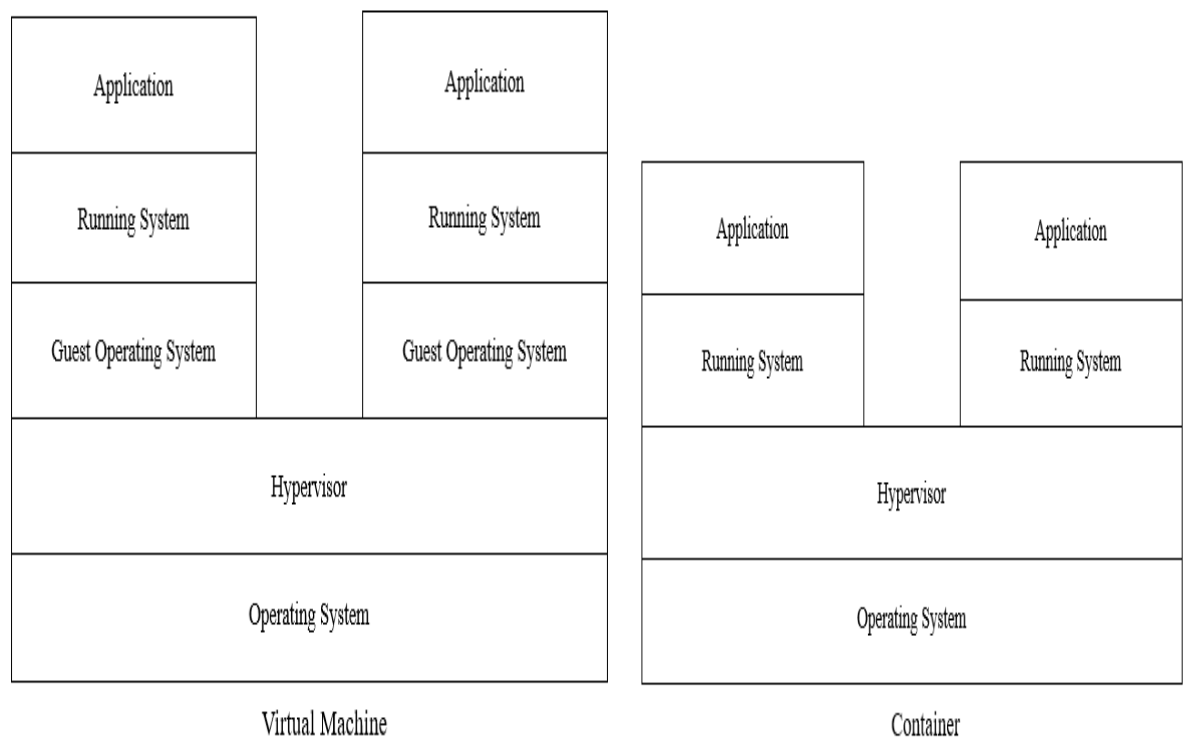 Application
Application
Running System
Running System
Guest Operating System
Guest Operating System
Hypervisor
Operating System
Virtual Machine
Application
Application
Running System
Running System
Hypervisor
Operating System
Container